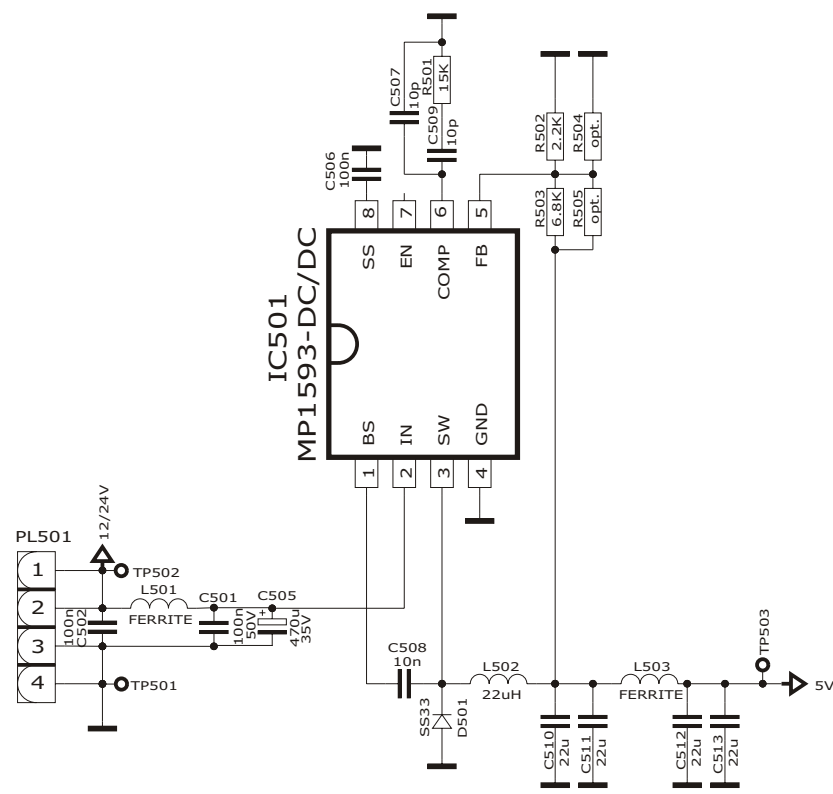 C507
10p
R501
15K
C509
10p
C506
100n
R502
2.2K
R504
opt.
R503
6.8K
R505
opt.
8
7
6
5
SS
EN
COMP
FB
IC501
MP1593-DC/DC
BS
IN
SW
GND
1
2
3
4
PL501
12/24V
1
2
3
4
TP502
L501
FERRITE
C501
100n
50V
C505
+
470u
35V
100n
C502
TP501
C508
10n
SS33
D501
L502
22uH
L503
FERRITE
TP503
5V
C510
22u
C511
22u
C512
22u
C513
22u